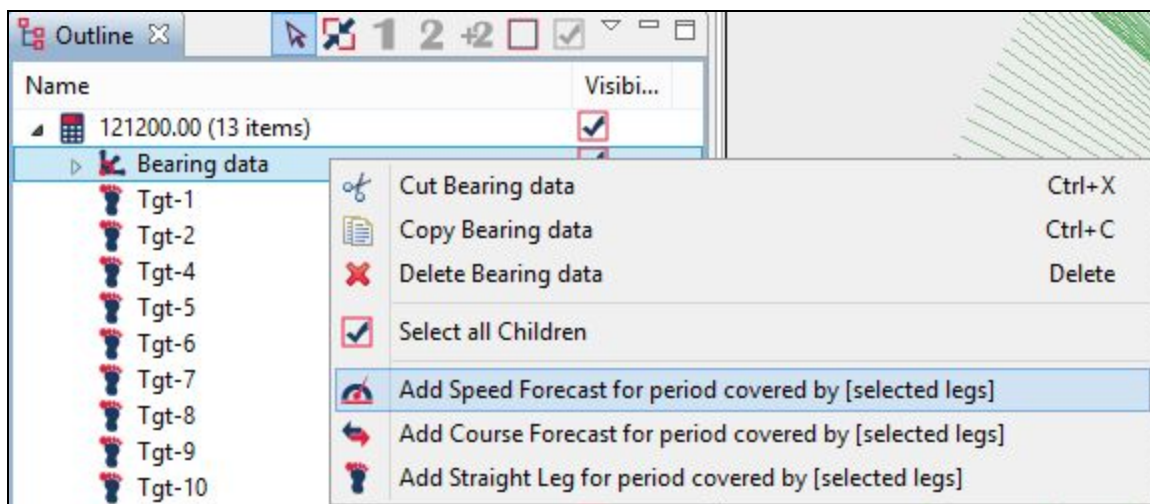 Outline
1 2 +2
Name Visibi...
121200.00 (13 items)
Bearing data
Tgt-1
Tgt-2
Tgt-4
Tgt-5
Tgt-6
Tgt-7
Tgt-8
Tgt-9
Tgt-10
Cut Bearing data Ctrl+X
Copy Bearing data Ctrl+C
Delete Bearing data Delete
Select all Children
Add Speed Forecast for period covered by [selected legs]
Add Course Forecast for period covered by [selected legs]
Add Straight Leg for period covered by [selected legs]